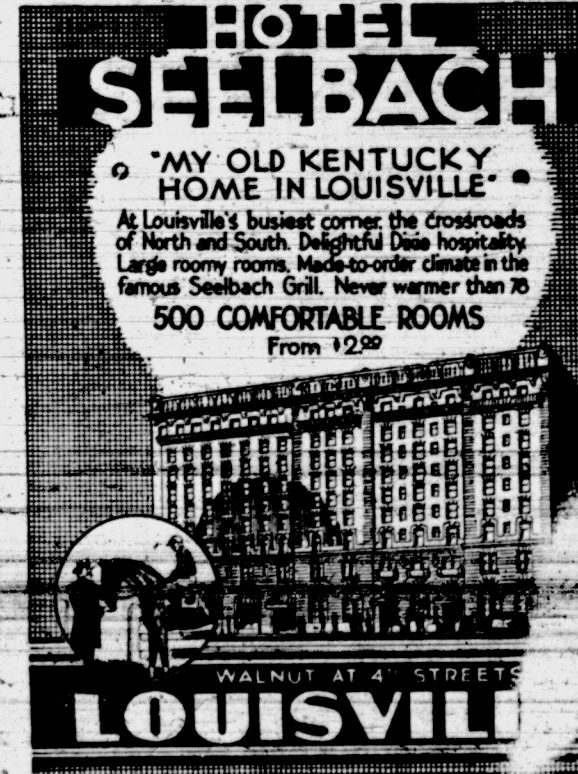 HOTEL
SEELBACH
"MY OLD KENTUCKY
HOME IN LOUISVILLE"
At Louisville's busiest corner, the crossroads
of North and South. Delightful Dixie hospitality.
Large roomy rooms. Made-to-order climate in the
famous Seelbach Grill. Never warmer than 76
500 COMFORTABLE ROOMS
From $2.00
WALNUT AT 4TH STREETS
LOUISVILL